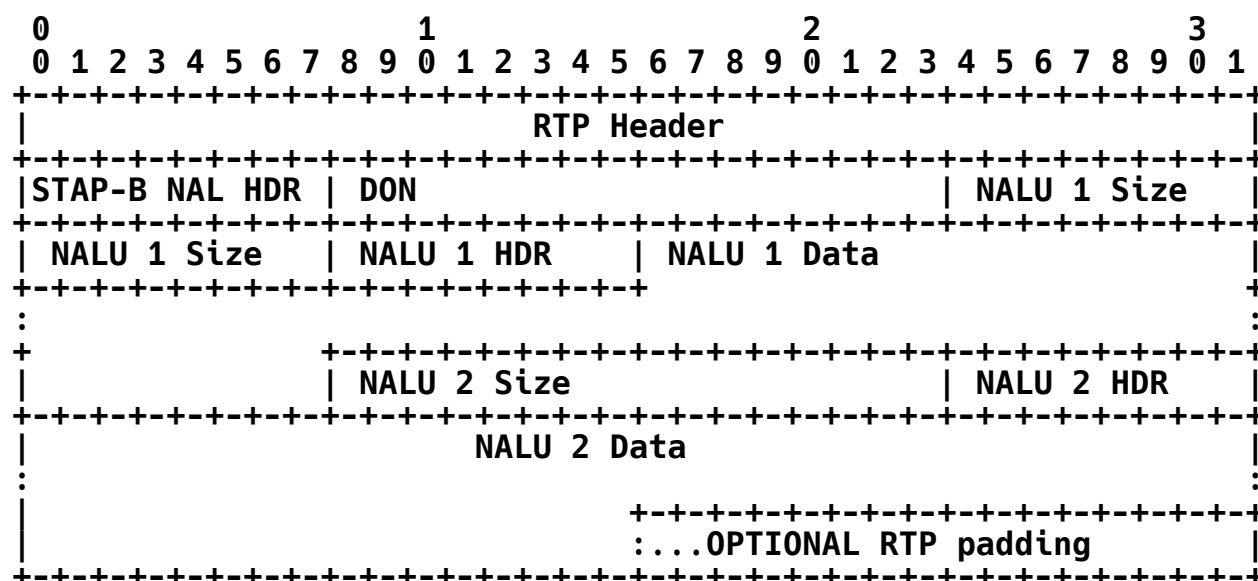 0                   1                   2                   3
 0 1 2 3 4 5 6 7 8 9 0 1 2 3 4 5 6 7 8 9 0 1 2 3 4 5 6 7 8 9 0 1
+-+-+-+-+-+-+-+-+-+-+-+-+-+-+-+-+-+-+-+-+-+-+-+-+-+-+-+-+-+-+-+-+
|                          RTP Header                           |
+-+-+-+-+-+-+-+-+-+-+-+-+-+-+-+-+-+-+-+-+-+-+-+-+-+-+-+-+-+-+-+-+
|STAP-B NAL HDR | DON                           | NALU 1 Size   |
+-+-+-+-+-+-+-+-+-+-+-+-+-+-+-+-+-+-+-+-+-+-+-+-+-+-+-+-+-+-+-+-+
| NALU 1 Size   | NALU 1 HDR    | NALU 1 Data                   |
+-+-+-+-+-+-+-+-+-+-+-+-+-+-+-+-+                               +
:                                                               :
+               +-+-+-+-+-+-+-+-+-+-+-+-+-+-+-+-+-+-+-+-+-+-+-+-+
|               | NALU 2 Size                   | NALU 2 HDR    |
+-+-+-+-+-+-+-+-+-+-+-+-+-+-+-+-+-+-+-+-+-+-+-+-+-+-+-+-+-+-+-+-+
|                       NALU 2 Data                             |
:                                                               :
|                               +-+-+-+-+-+-+-+-+-+-+-+-+-+-+-+-+
|                               :...OPTIONAL RTP padding        |
+-+-+-+-+-+-+-+-+-+-+-+-+-+-+-+-+-+-+-+-+-+-+-+-+-+-+-+-+-+-+-+-+